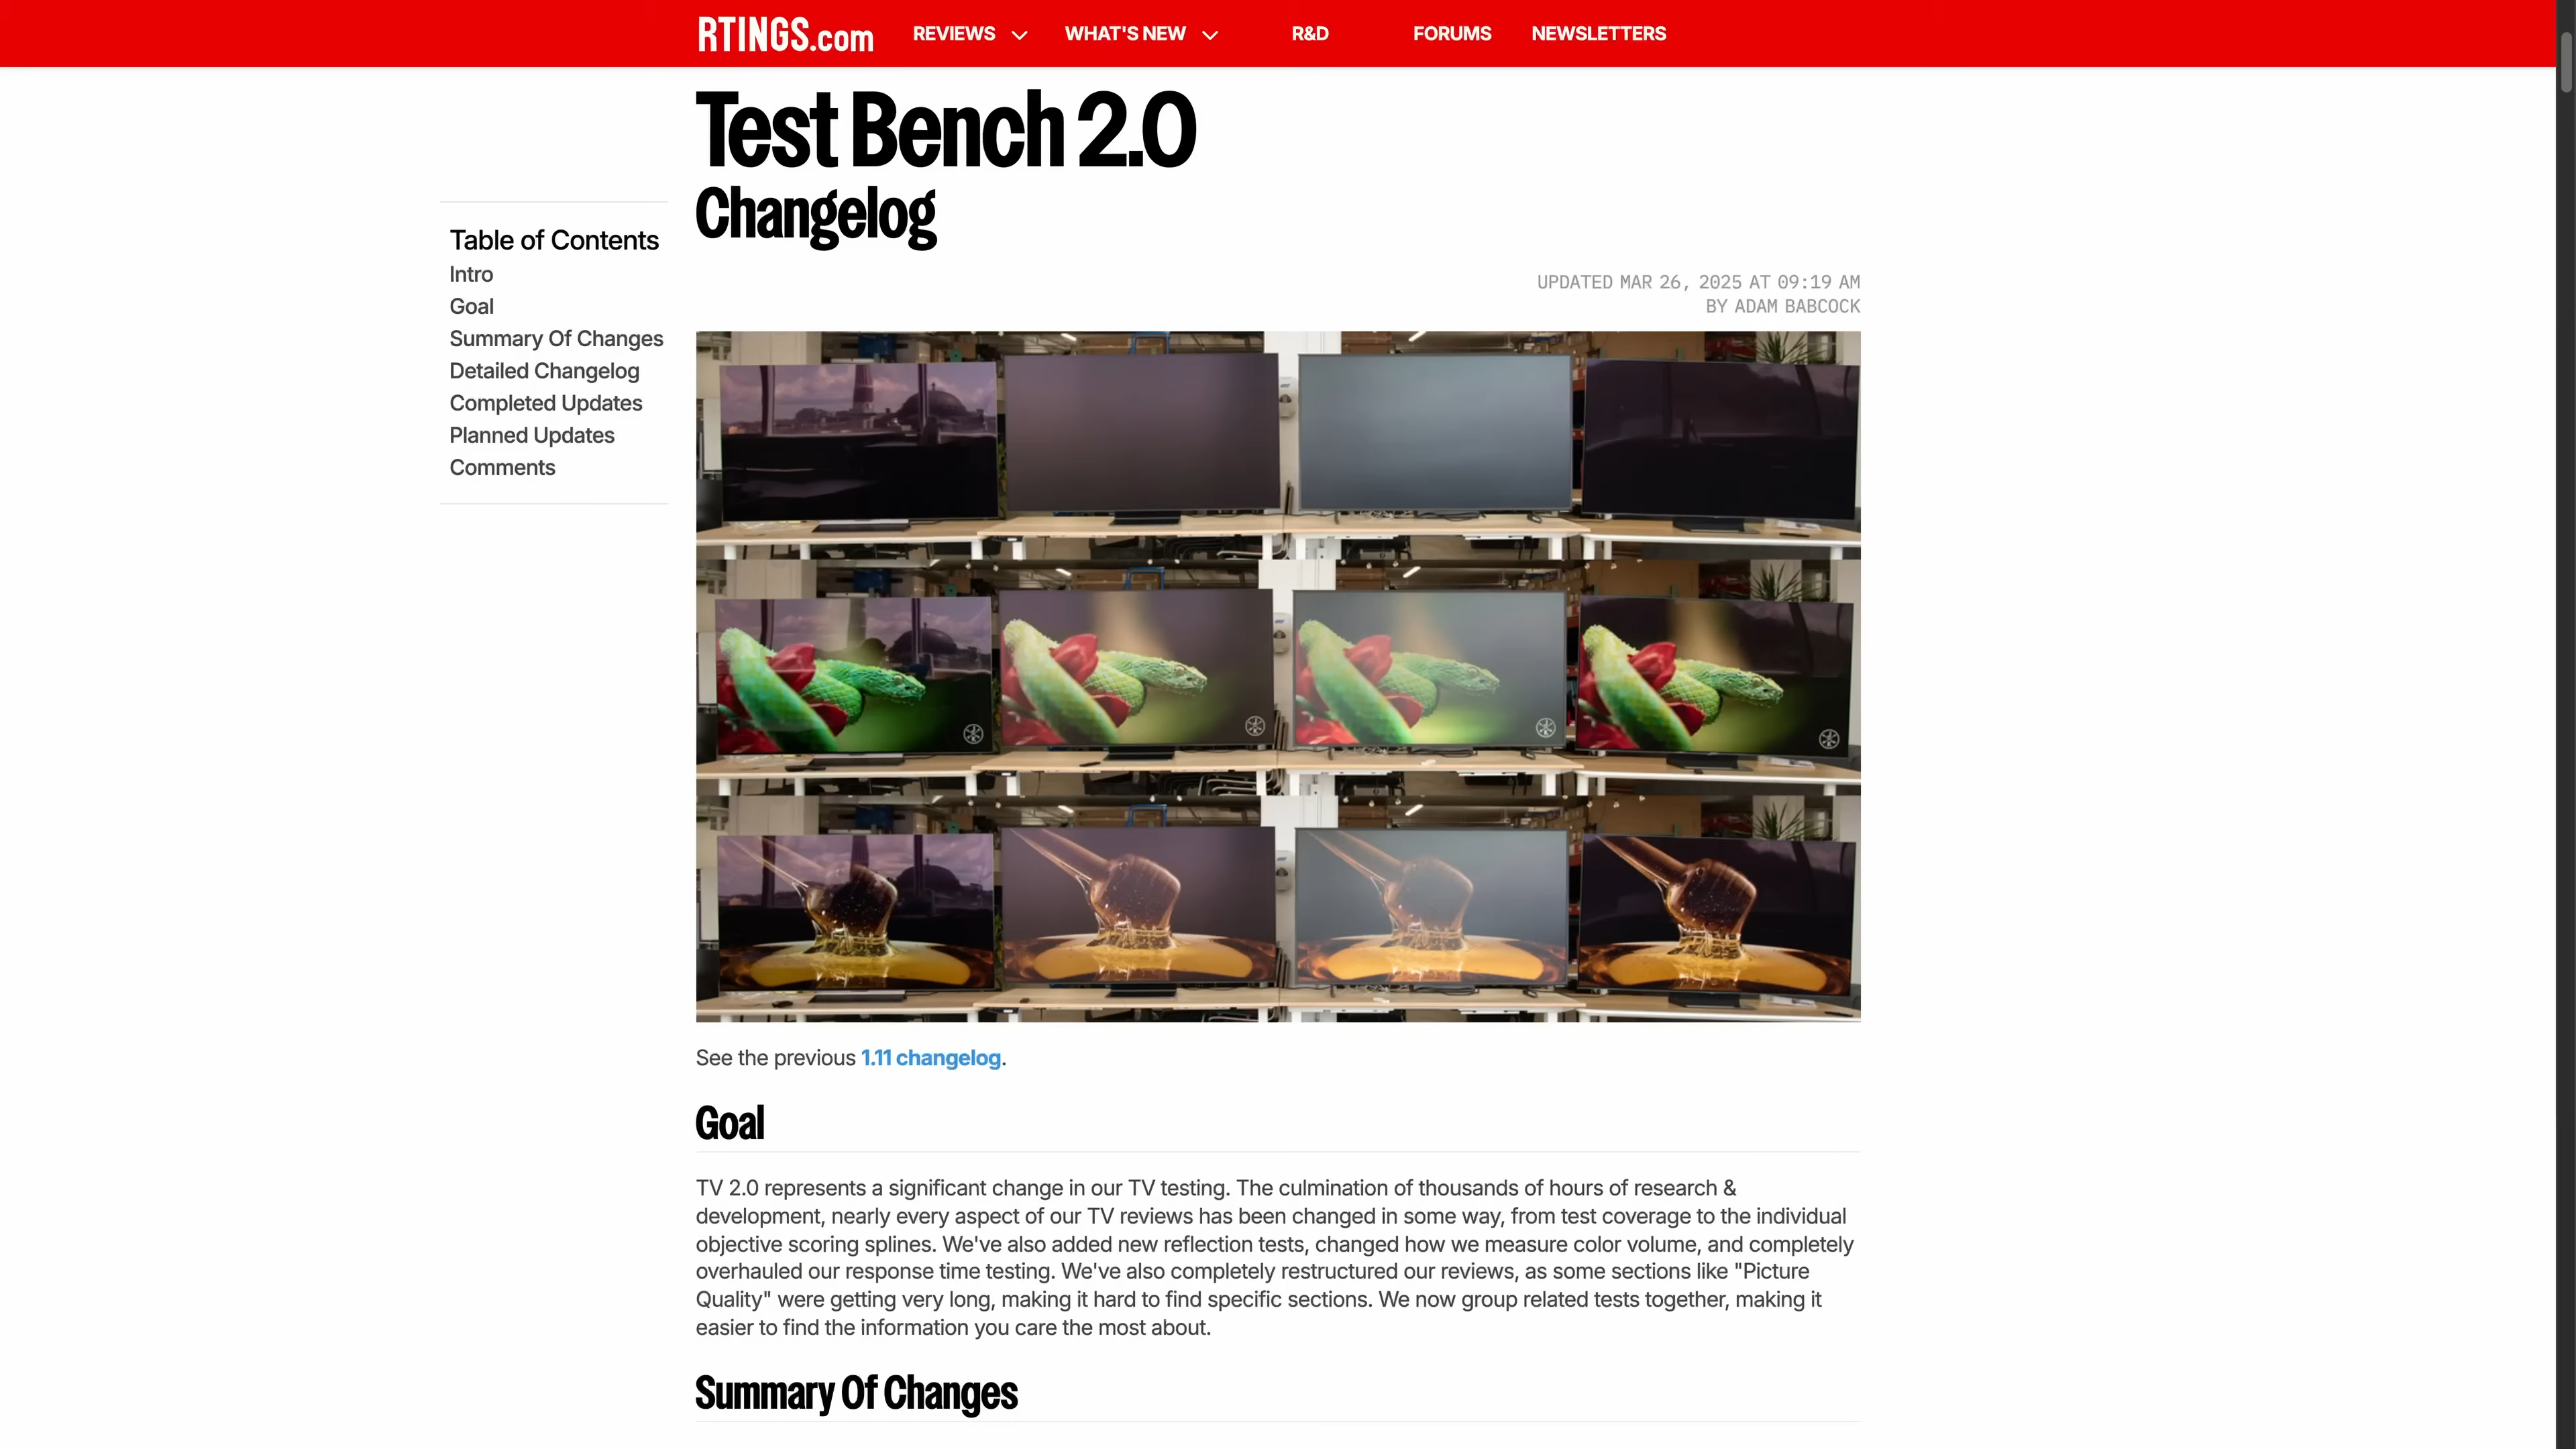 RTINGS.com
REVIEWS
WHAT'S NEW
R&D
FORUMS
NEWSLETTERS
Test Bench 2.0
Changelog
Table of Contents
Intro
Goal
Summary Of Changes
Detailed Changelog
Completed Updates
Planned Updates
Comments
UPDATED MAR 26, 2025 AT 09:19 AM
BY ADAM BABCOCK
See the previous 1.11 changelog.
Goal
TV 2.0 represents a significant change in our TV testing. The culmination of thousands of hours of research &
development, nearly every aspect of our TV reviews has been changed in some way, from test coverage to the individual
objective scoring splines. We've also added new reflection tests, changed how we measure color volume, and completely
overhauled our response time testing. We've also completely restructured our reviews, as some sections like "Picture
Quality" were getting very long, making it hard to find specific sections. We now group related tests together, making it
easier to find the information you care the most about.
Summary Of Changes